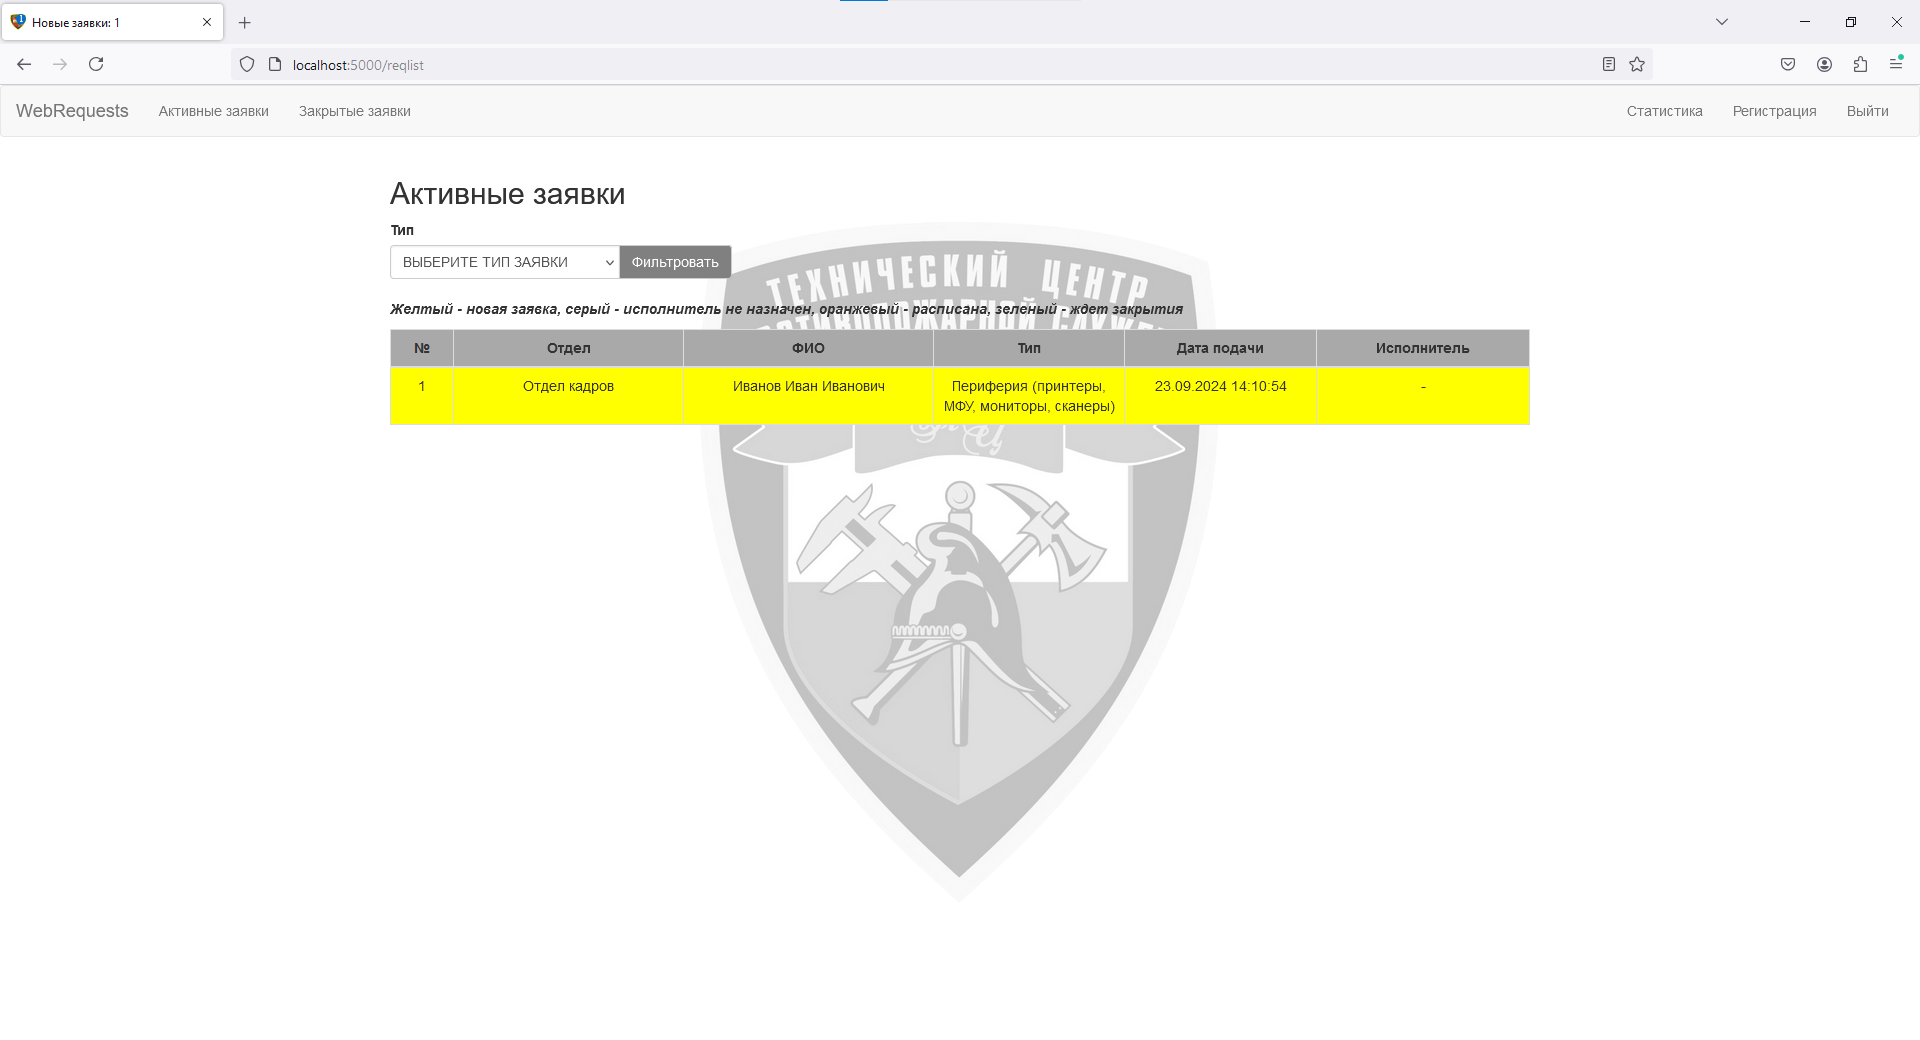 Новые заявки: 1
localhost:5000/reqlist
WebRequests Активные заявки Закрытые заявки Статистика Регистрация Выйти
Активные заявки
Тип
ВЫБЕРИТЕ ТИП ЗАЯВКИ Фильтровать
ТЕХНИЧЕСКИЙ ЦЕНТР
Желтый - новая заявка, серый - исполнитель не назначен, оранжевый - расписана, зеленый - ждет закрытия
№ Отдел ФИО Тип Дата подачи Исполнитель
1 Отдел кадров Иванов Иван Иванович Периферия (принтеры, 23.09.2024 14:10:54 -
МФУ, мониторы, сканеры)